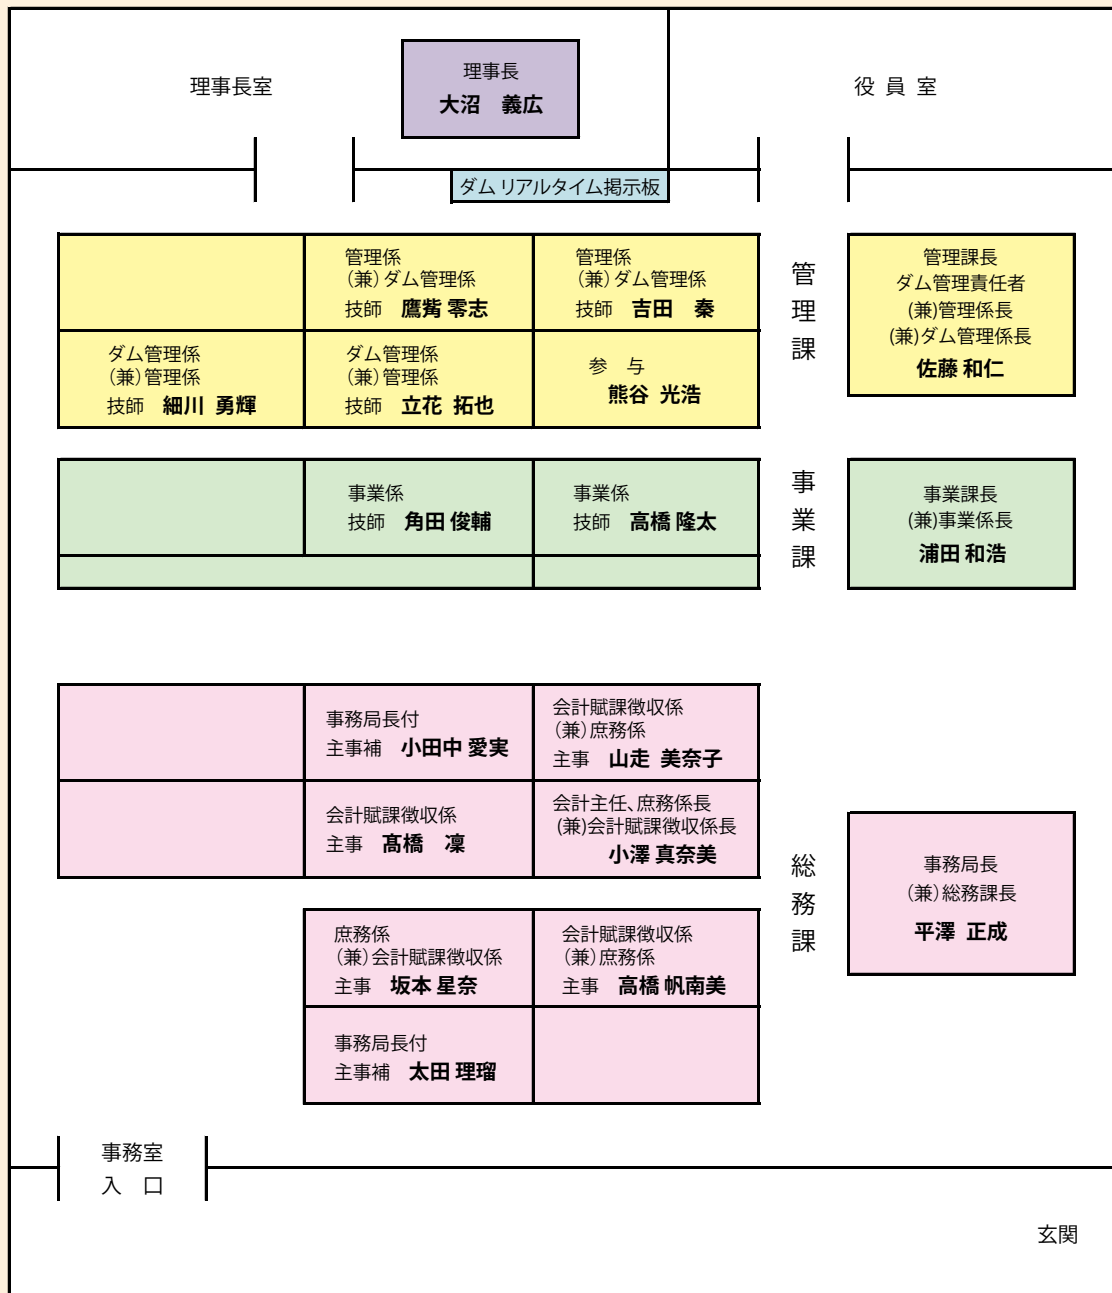 理事長室
理事長
大沼　義広
役 員 室
ダム リアルタイム掲示板
管理係
(兼)ダム管理係
技師　鷹觜 零志
管理係
(兼)ダム管理係
技師　吉田　秦
ダム管理係
(兼)管理係
技師　細川 勇輝
ダム管理係
(兼)管理係
技師　立花 拓也
参　与
熊谷 光浩
管
理
課
管理課長
ダム管理責任者
(兼)管理係長
(兼)ダム管理係長
佐藤 和仁
事業係
技師　角田 俊輔
事業係
技師　高橋 隆太
事
業
課
事業課長
(兼)事業係長
浦田 和浩
事務局長付
主事補　小田中 愛実
会計賦課徴収係
(兼)庶務係
主事　山走 美奈子
会計賦課徴収係
主事　髙橋　凜
会計主任、庶務係長
(兼)会計賦課徴収係長
小澤 真奈美
庶務係
(兼)会計賦課徴収係
主事　坂本 星奈
会計賦課徴収係
(兼)庶務係
主事　高橋 帆南美
事務局長付
主事補　太田 理瑠
総
務
課
事務局長
(兼)総務課長
平澤 正成
事務室
入　口
玄関